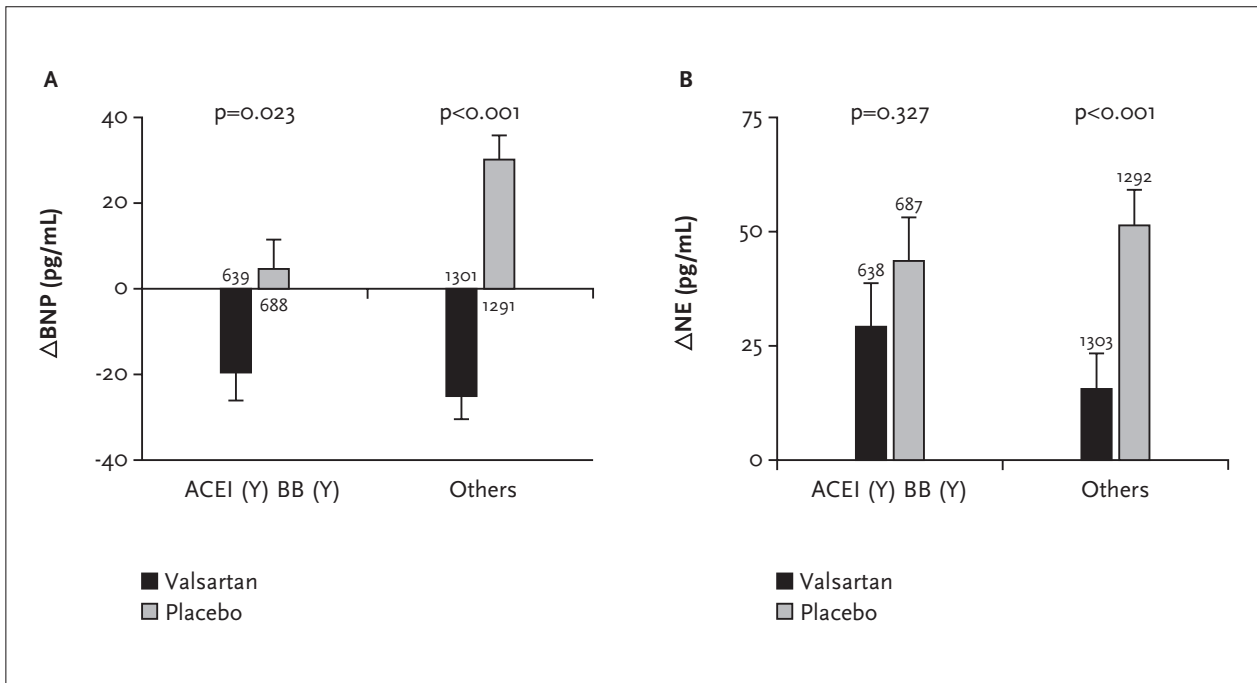 A
p=0.023 p<0.001
40
20
0
-20
-40
△BNP (pg/mL)
639
688
1301
1291
ACEI (Y) BB (Y) Others
Valsartan
Placebo
B
p=0.327 p<0.001
75
50
25
0
△NE (pg/mL)
638
687
1303
1292
ACEI (Y) BB (Y) Others
Valsartan
Placebo